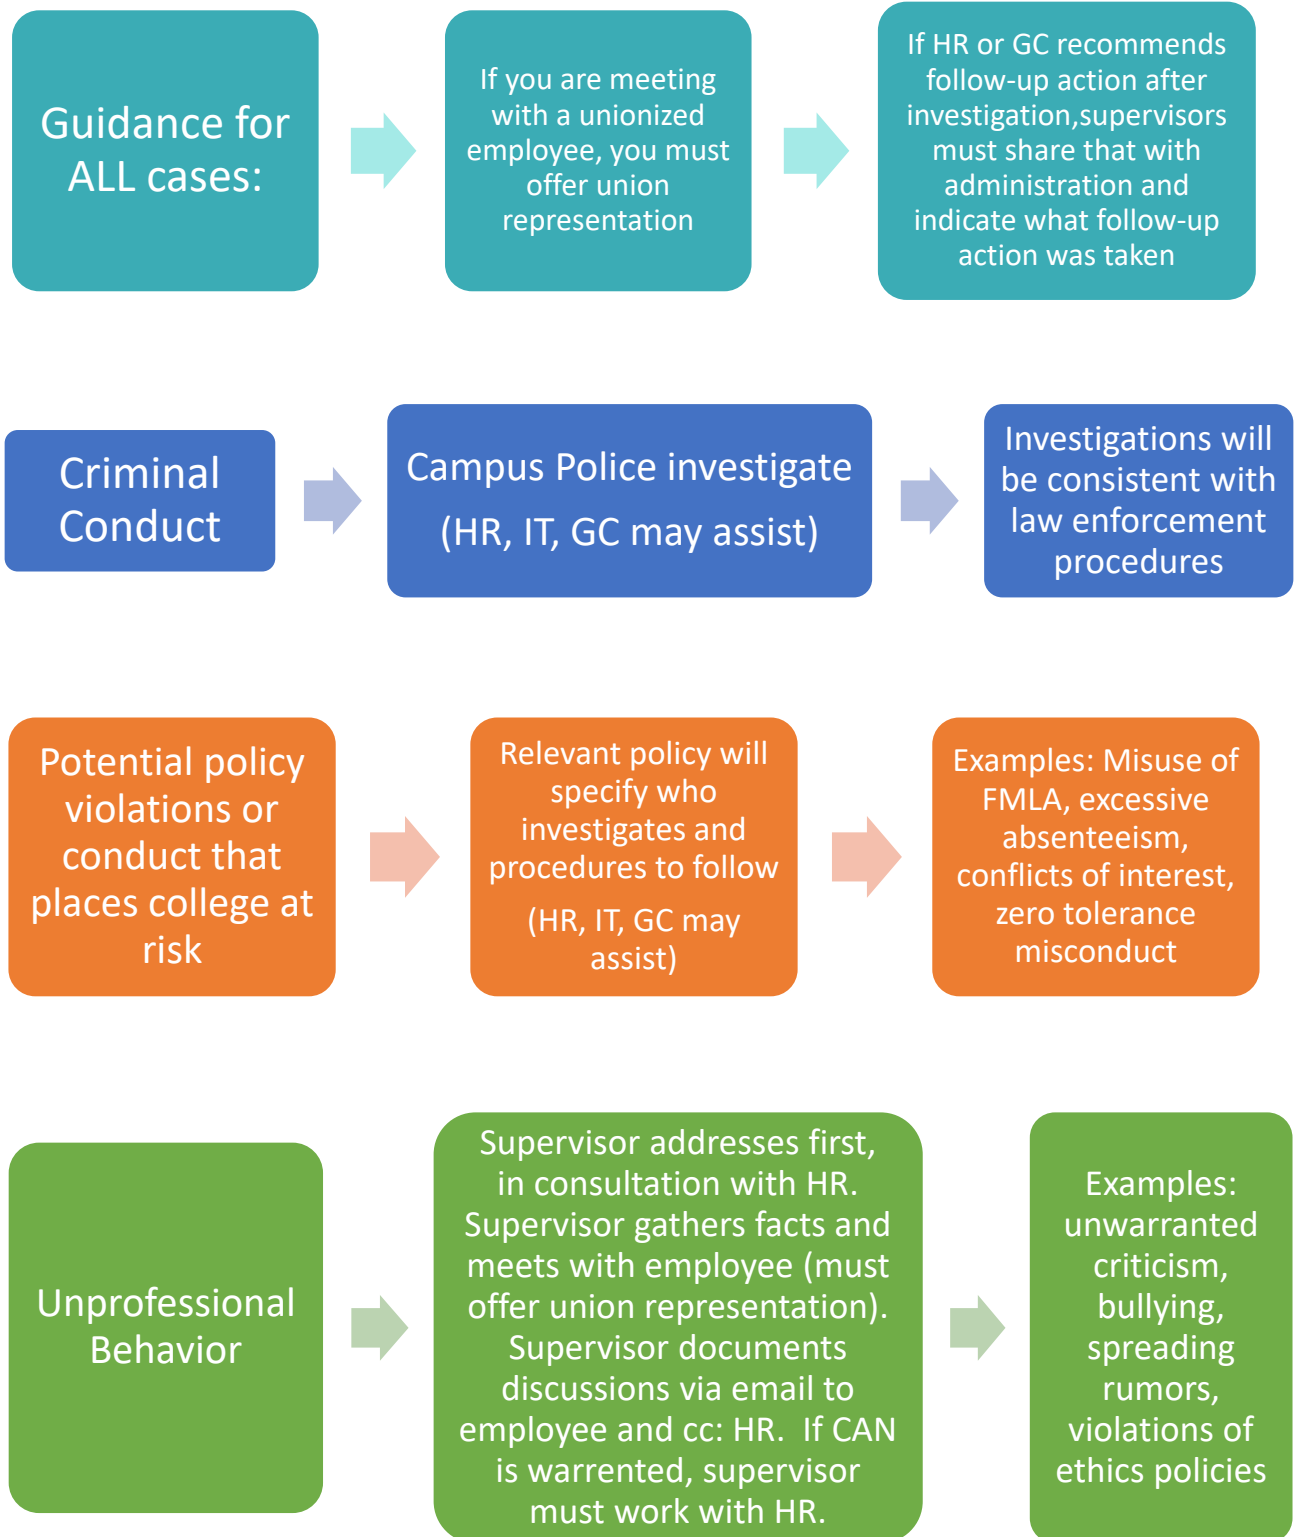 Guidance for
ALL cases:
If you are meeting
with a unionized
employee, you must
offer union
representation
If HR or GC recommends
follow-up action after
investigation,supervisors
must share that with
administration and
indicate what follow-up
action was taken
Criminal
Conduct
Campus Police investigate
(HR, IT, GC may assist)
Investigations will
be consistent with
law enforcement
procedures
Potential policy
violations or
conduct that
places college at
risk
Relevant policy will
specify who
investigates and
procedures to follow
(HR, IT, GC may
assist)
Examples: Misuse of
FMLA, excessive
absenteeism,
conflicts of interest,
zero tolerance
misconduct
Unprofessional
Behavior
Supervisor addresses first,
in consultation with HR.
Supervisor gathers facts and
meets with employee (must
offer union representation).
Supervisor documents
discussions via email to
employee and cc: HR.  If CAN
is warrented, supervisor
must work with HR.
Examples:
unwarranted
criticism,
bullying,
spreading
rumors,
violations of
ethics policies